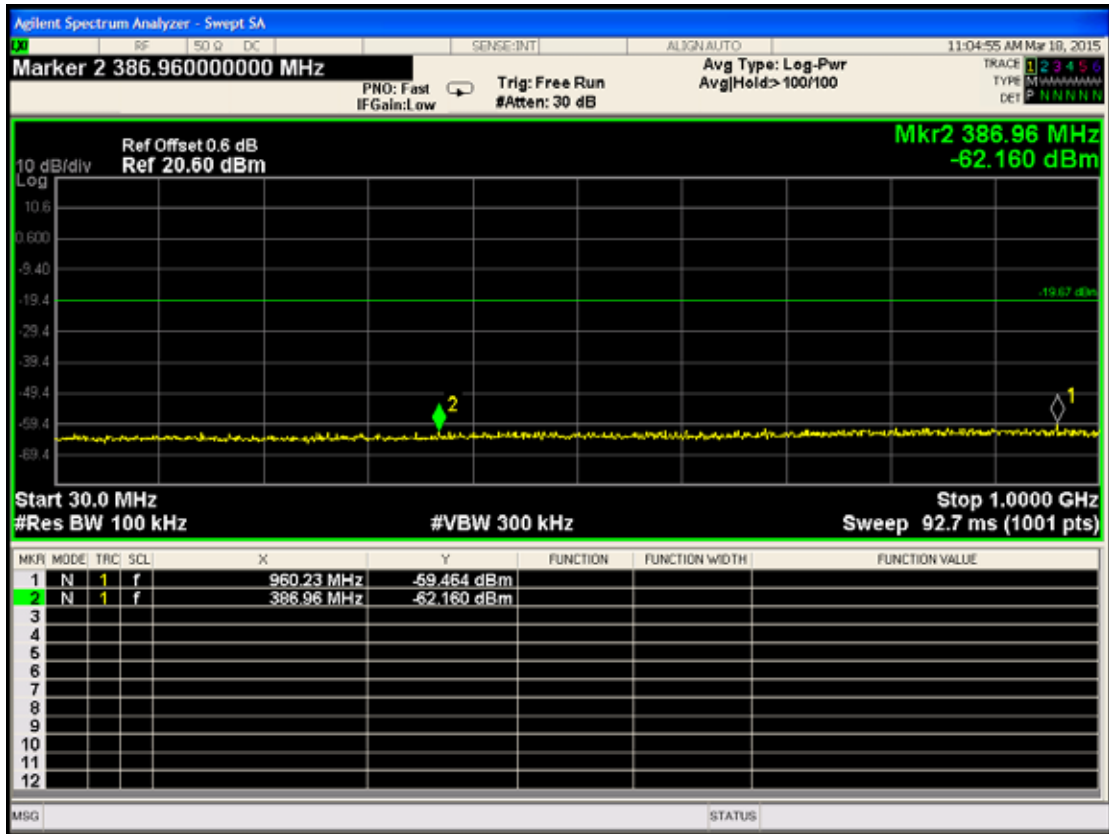 Agilent Spectrum Analyzer - Swept SA
LXI RF 50 Ω DC SENSE:INT ALIGN AUTO 11:04:55 AM Mar 18, 2015
Marker 2 386.960000000 MHz
PNO: Fast
IFGain:Low
Trig: Free Run
#Atten: 30 dB
Avg Type: Log-Pwr
Avg|Hold:>100/100
TRACE 1 2 3 4 5 6
TYPE M WWWWW
DET P N N N N N
Mkr2 386.96 MHz
-62.160 dBm
Ref Offset 0.6 dB
10 dB/div Ref 20.60 dBm
Log
10.6
0.600
-9.40
-19.4
-19.67 dBm
-29.4
-39.4
-49.4
1
2
-59.4
-69.4
Start 30.0 MHz Stop 1.0000 GHz
#Res BW 100 kHz #VBW 300 kHz Sweep 92.7 ms (1001 pts)
MKR MODE TRC SCL X Y FUNCTION FUNCTION WIDTH FUNCTION VALUE
1 N 1 f 960.23 MHz -59.464 dBm
2 N 1 f 386.96 MHz -62.160 dBm
3
4
5
6
7
8
9
10
11
12
MSG STATUS